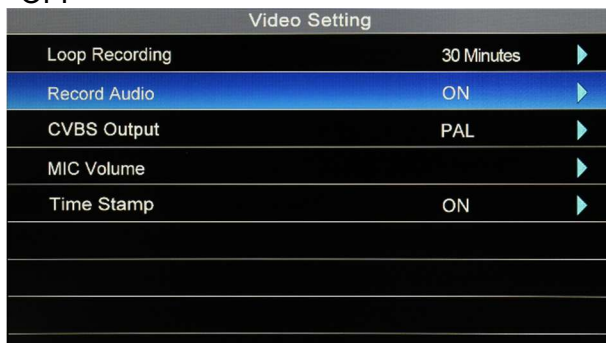 Video Setting
Loop Recording 30 Minutes
Record Audio ON
CVBS Output PAL
MIC Volume
Time Stamp ON